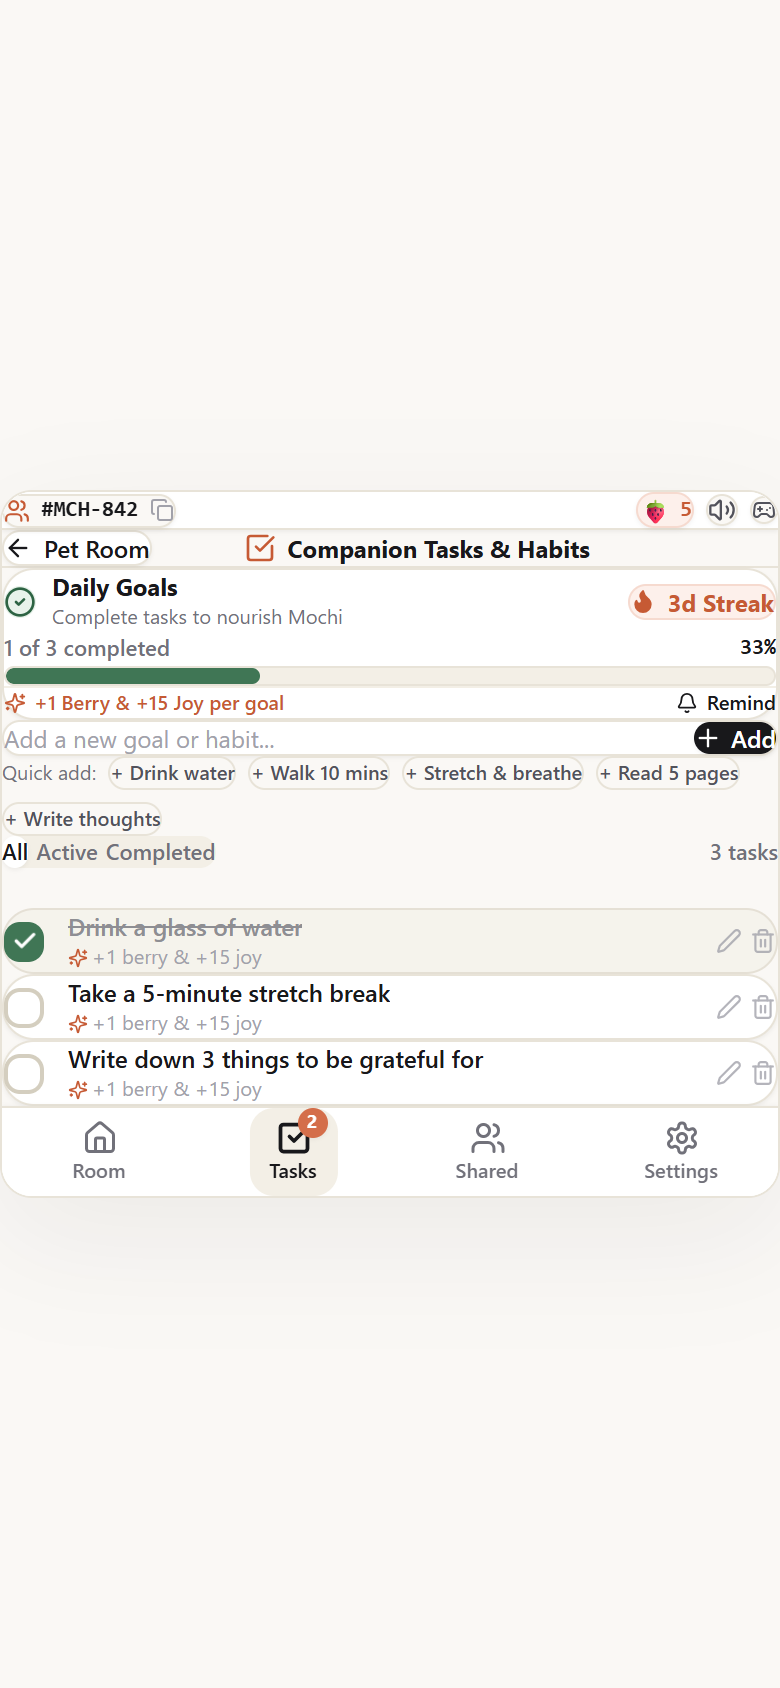 #MCH-842 5
Pet Room Companion Tasks & Habits
Daily Goals
Complete tasks to nourish Mochi
3d Streak
1 of 3 completed 33%
+1 Berry & +15 Joy per goal Remind
Add a new goal or habit... + Add
Quick add: + Drink water + Walk 10 mins + Stretch & breathe + Read 5 pages
+ Write thoughts
All Active Completed 3 tasks
Drink a glass of water
+1 berry & +15 joy
Take a 5-minute stretch break
+1 berry & +15 joy
Write down 3 things to be grateful for
+1 berry & +15 joy
2
Room Tasks Shared Settings